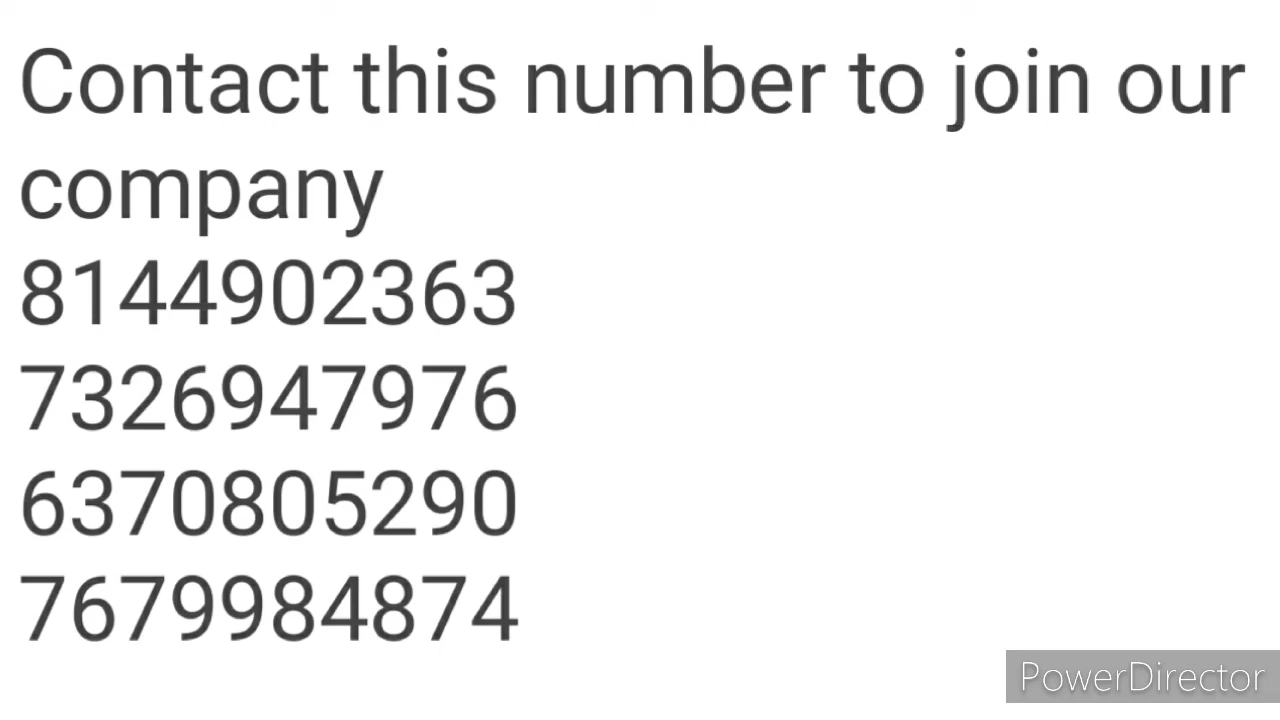 Contact this number to join our
company
8144902363
7326947976
6370805290
7679984874
PowerDirector